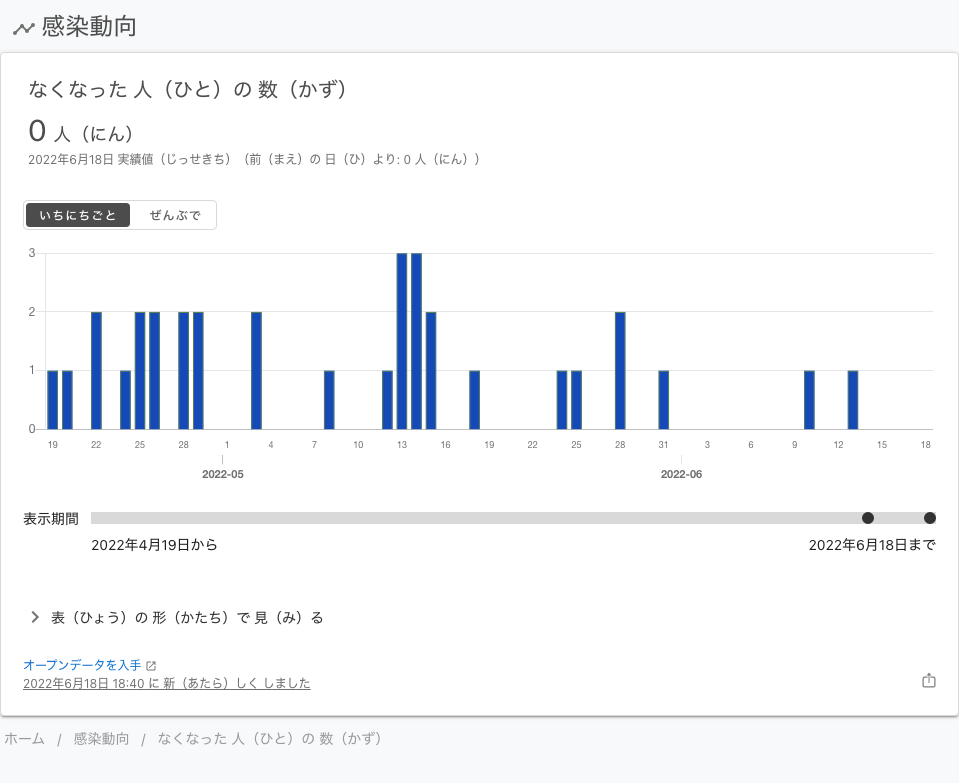 感染動向
なくなった 人（ひと）の 数（かず）
0 人（にん）
2022年6月18日 実績値（じっせきち）（前（まえ）の 日（ひ）より: 0 人（にん））
いちにちごと ぜんぶで
3
2
1
0
19 22 25 28 1 4 7 10 13 16 19 22 25 28 31 3 6 9 12 15 18
2022-05 2022-06
表示期間
2022年4月19日から 2022年6月18日まで
表（ひょう）の 形（かたち）で 見（み）る
オープンデータを入手
2022年6月18日 18:40 に 新（あたら）しく しました
ホーム / 感染動向 / なくなった 人（ひと）の 数（かず）